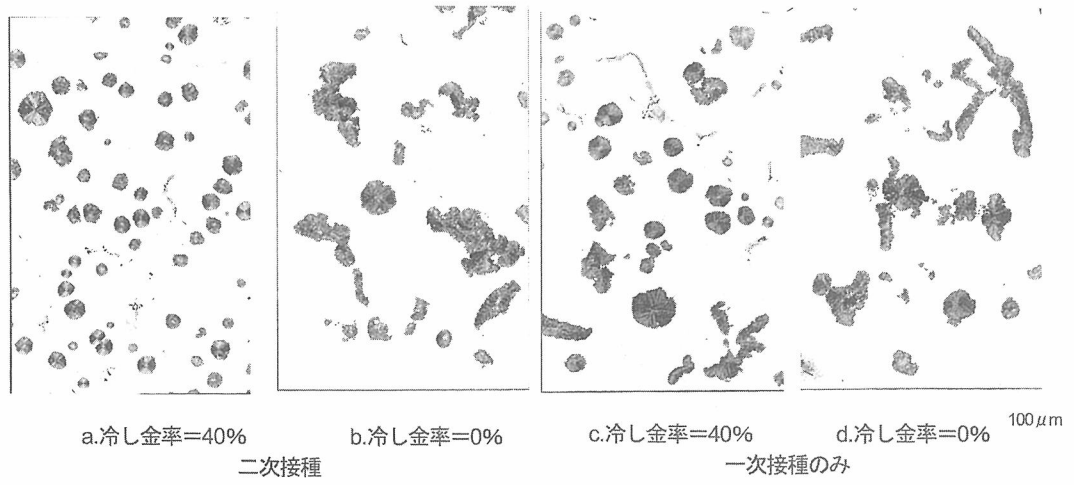 100μm
a.冷し金率=40%
b.冷し金率=0%
c.冷し金率=40%
d.冷し金率=0%
二次接種
一次接種のみ